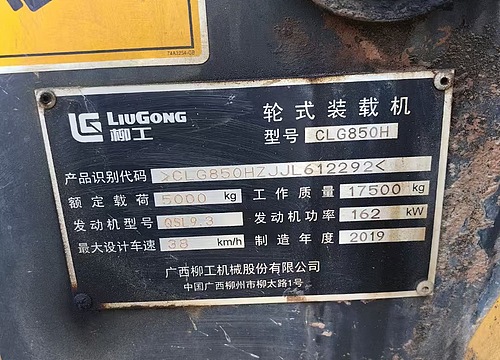 7WA3254-GB
LIUGONG
柳工
轮式装载机
型号 CLG850H
产品识别代码 >CLG850HZJJL612292<
额定载荷 5000 kg 工作质量 17500 kg
发动机型号 QSL9.3 发动机功率 162 kW
最大设计车速 38 km/h 制造年度 2019
广西柳工机械股份有限公司
中国广西柳州市柳太路1号